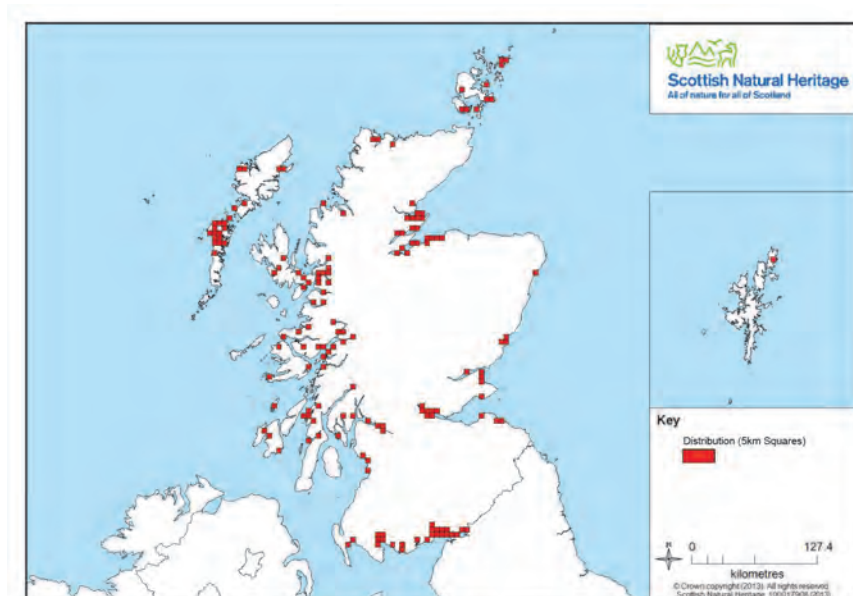 Scottish Natural Heritage
All of nature for all of Scotland
Key
Distribution (5km Squares)
N
0 127.4
kilometres
© Crown copyright (2013). All rights reserved
Scottish Natural Heritage